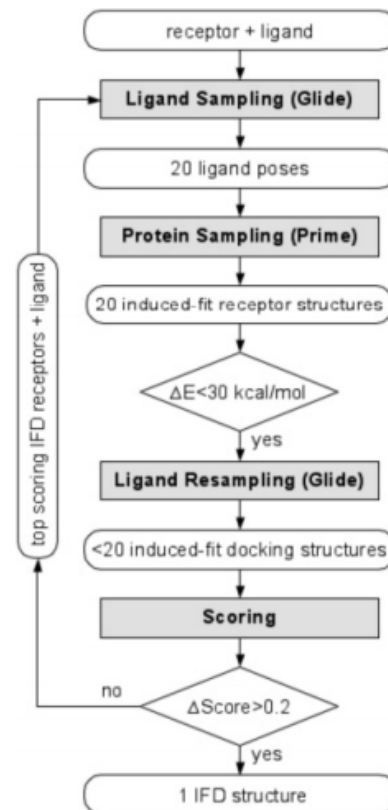 receptor + ligand
Ligand Sampling (Glide)
20 ligand poses
Protein Sampling (Prime)
20 induced-fit receptor structures
ΔE<30 kcal/mol
yes
Ligand Resampling (Glide)
<20 induced-fit docking structures
Scoring
no
ΔScore>0.2
yes
1 IFD structure
top scoring IFD receptors + ligand